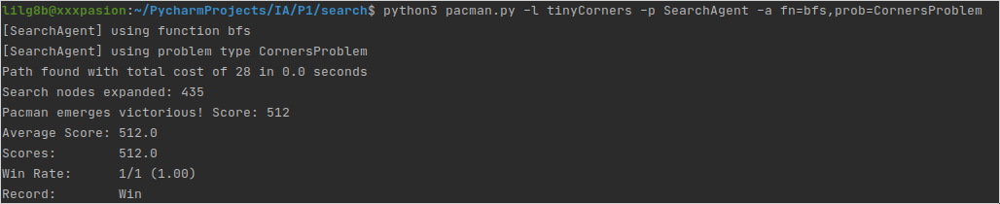 lilg8b@xxxpasion:~/PycharmProjects/IA/P1/search$ python3 pacman.py -l tinyCorners -p SearchAgent -a fn=bfs,prob=CornersProblem
[SearchAgent] using function bfs
[SearchAgent] using problem type CornersProblem
Path found with total cost of 28 in 0.0 seconds
Search nodes expanded: 435
Pacman emerges victorious! Score: 512
Average Score: 512.0
Scores:        512.0
Win Rate:      1/1 (1.00)
Record:        Win